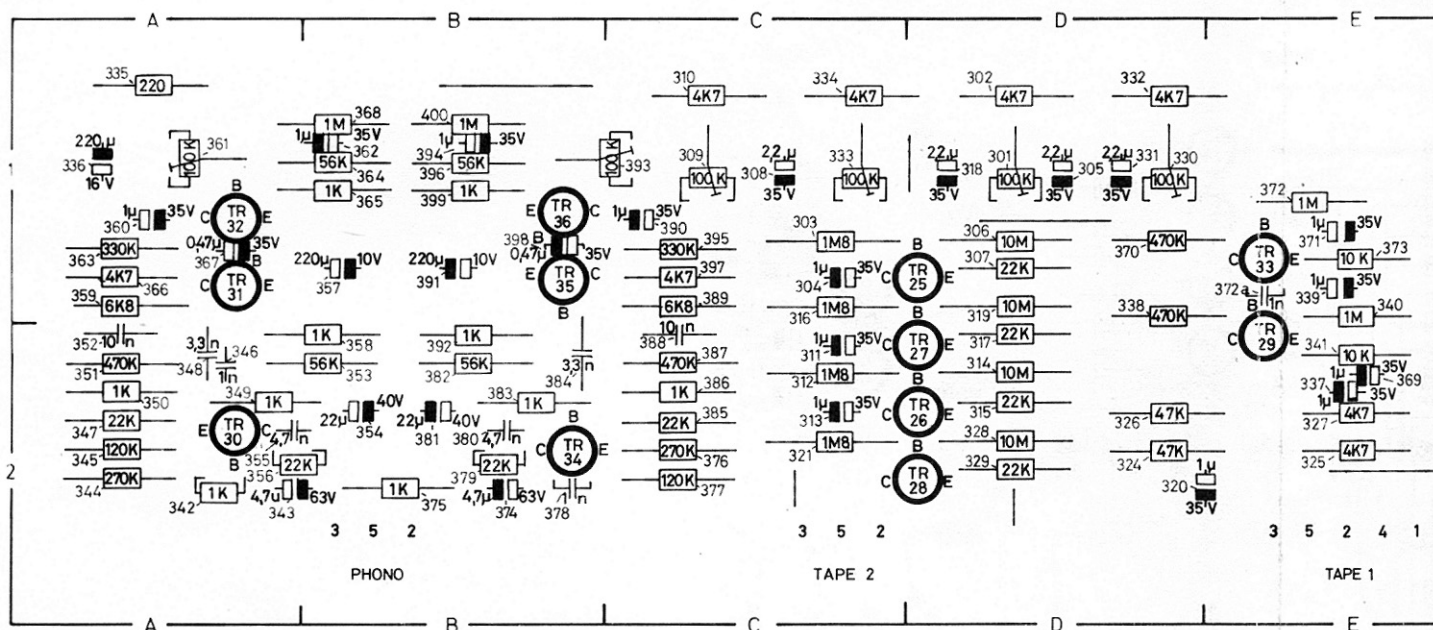 A B C D E
335 220
310 4K7
334 4K7
302 4K7
332 4K7
1
220µ 336 16V
100K 361
1M 368
1µ 35V 362
56K 364
1K 365
400 1M
1µ 35V 394
396 56K
399 1K
100K 393
309 100K
2,2µ 308 35V
333 100K
2,2µ 318 35V
301 100K
2,2µ 305 35V
2,2µ 331 35V
330 100K
372 1M
1µ 35V 360
B C TR 32 E
0,47µ 35V 367
B C TR 31 E
330K 363
4K7 366
359 6K8
220µ 10V 357
220µ 10V 391
E TR 36 C B
398 0,47µ 35V
E TR 35 C B
1µ 35V 390
330K 395
4K7 397
6K8 389
303 1M8
1µ 35V 304
316 1M8
B C TR 25 E
306 10M
307 22K
319 10M
370 470K
338 470K
B C TR 33 E
372a 1n
B C TR 29 E
1µ 35V 371
10K 373
1µ 35V 339
1M 340
352 10n
351 470K
1K 350
347 22K
345 120K
344 270K
3,3n 348
346 1n
349 1K
E TR 30 C B
342 1K
1K 358
56K 353
22µ 40V 354
4,7n 355
356 22K
4,7u 63V 343
392 1K
382 56K
383 1K
22µ 40V 381
380 4,7n
379 22K
4,7µ 63V 374
1K 375
384 3,3n
B C TR 34 E
1n 378
10n 388
470K 387
1K 386
22K 385
270K 376
120K 377
1µ 35V 311
312 1M8
1µ 35V 313
321 1M8
B C TR 27 E
B C TR 26 E
B C TR 28 E
317 22K
314 10M
315 22K
328 10M
329 22K
326 47K
324 47K
1µ 320 35V
341 10K
1µ 35V 369
337 1µ 35V
327 4K7
325 4K7
2
3 5 2
3 5 2
3 5 2 4 1
PHONO TAPE 2 TAPE 1
A B C D E